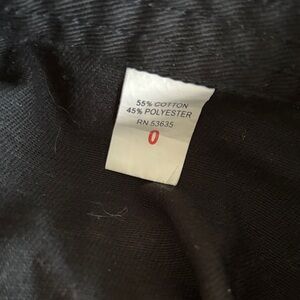 55% COTTON
45% POLYESTER
RN 53635
0